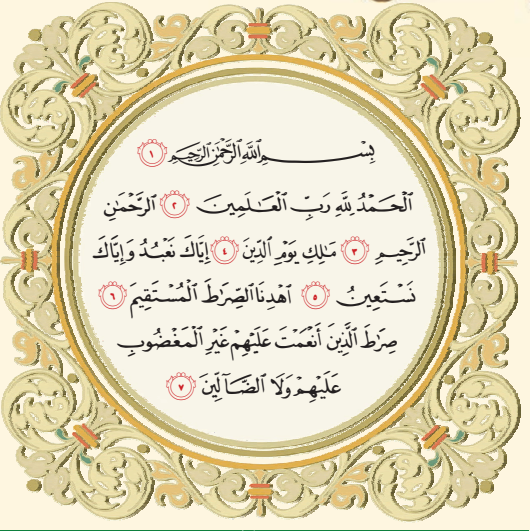 بِسْمِ ٱللَّهِ ٱلرَّحْمَٰنِ ٱلرَّحِيمِ ١
ٱلْحَمْدُ لِلَّهِ رَبِّ ٱلْعَـٰلَمِينَ ٢ ٱلرَّحْمَٰنِ
ٱلرَّحِيمِ ٣ مَـٰلِكِ يَوْمِ ٱلدِّينِ ٤ إِيَّاكَ نَعْبُدُ وَإِيَّاكَ
نَسْتَعِينُ ٥ ٱهْدِنَا ٱلصِّرَٰطَ ٱلْمُسْتَقِيمَ ٦
صِرَٰطَ ٱلَّذِينَ أَنْعَمْتَ عَلَيْهِمْ غَيْرِ ٱلْمَغْضُوبِ
عَلَيْهِمْ وَلَا ٱلضَّآلِّينَ ٧